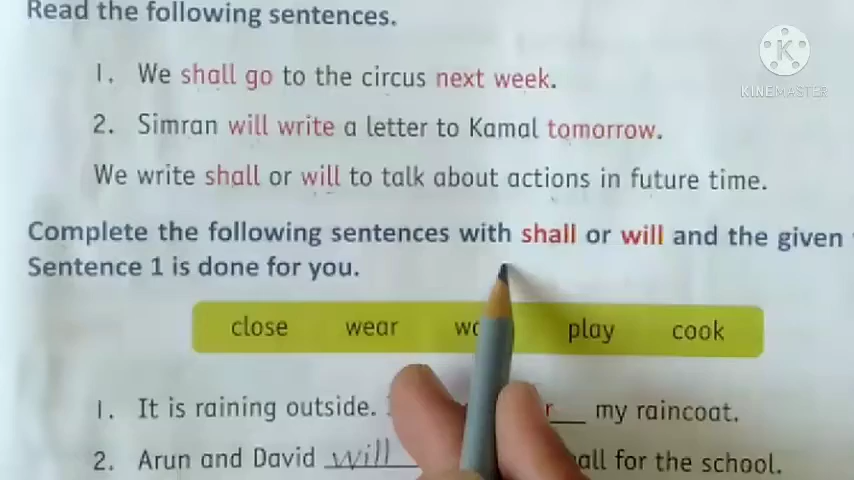 Read the following sentences.
KINEMASTER
1. We shall go to the circus next week.
2. Simran will write a letter to Kamal tomorrow.
We write shall or will to talk about actions in future time.
Complete the following sentences with shall or will and the given
Sentence 1 is done for you.
close wear play cook
1. It is raining outside. my raincoat.
2. Arun and David will for the school.